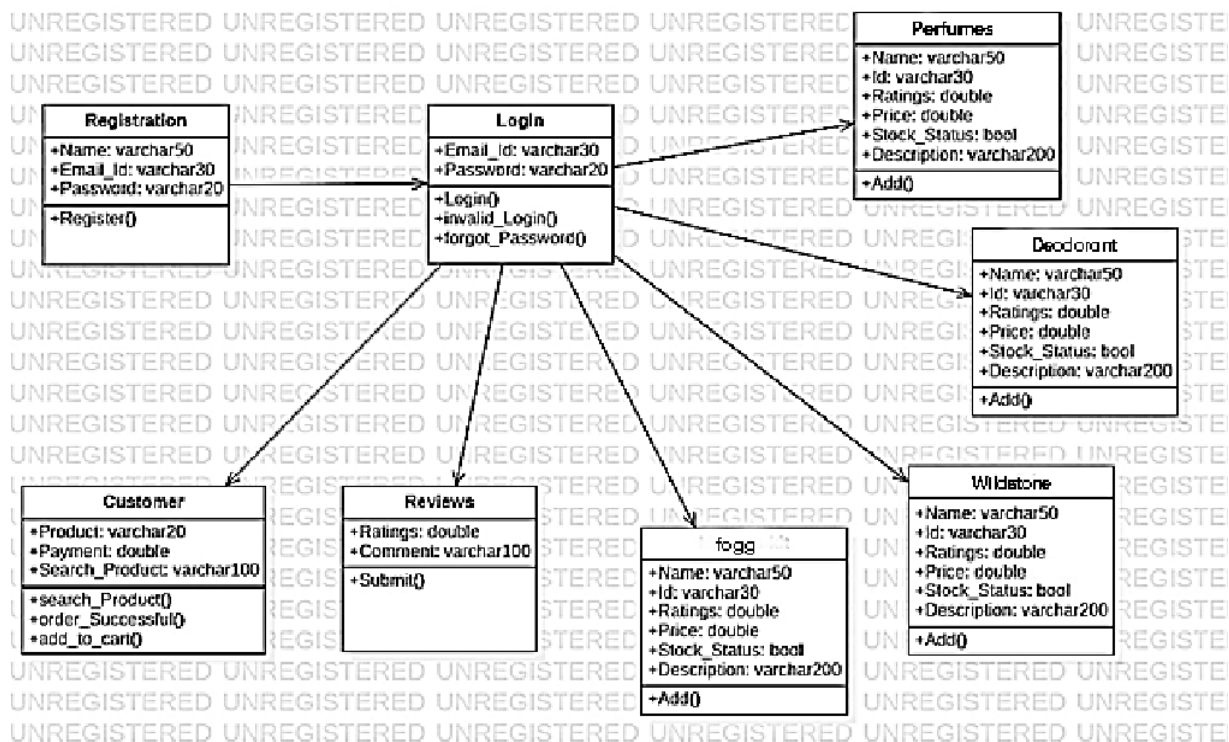 Perfumes
+Name: varchar50
+Id: varchar30
+Ratings: double
+Price: double
+Stock_Status: bool
+Description: varchar200
+Add()
Registration
+Name: varchar50
+Email_Id: varchar30
+Password: varchar20
+Register()
Login
+Email_Id: varchar30
+Password: varchar20
+Login()
+invalid_Login()
+forgot_Password()
Deodorant
+Name: varchar50
+Id: varchar30
+Ratings: double
+Price: double
+Stock_Status: bool
+Description: varchar200
+Add()
Customer
+Product: varchar20
+Payment: double
+Search_Product: varchar100
+search_Product()
+order_Successful()
+add_to_cart()
Reviews
+Ratings: double
+Comment: varchar100
+Submit()
fogg
+Name: varchar50
+Id: varchar30
+Ratings: double
+Price: double
+Stock_Status: bool
+Description: varchar200
+Add()
Wildstone
+Name: varchar50
+Id: varchar30
+Ratings: double
+Price: double
+Stock_Status: bool
+Description: varchar200
+Add()
UNREGISTERED